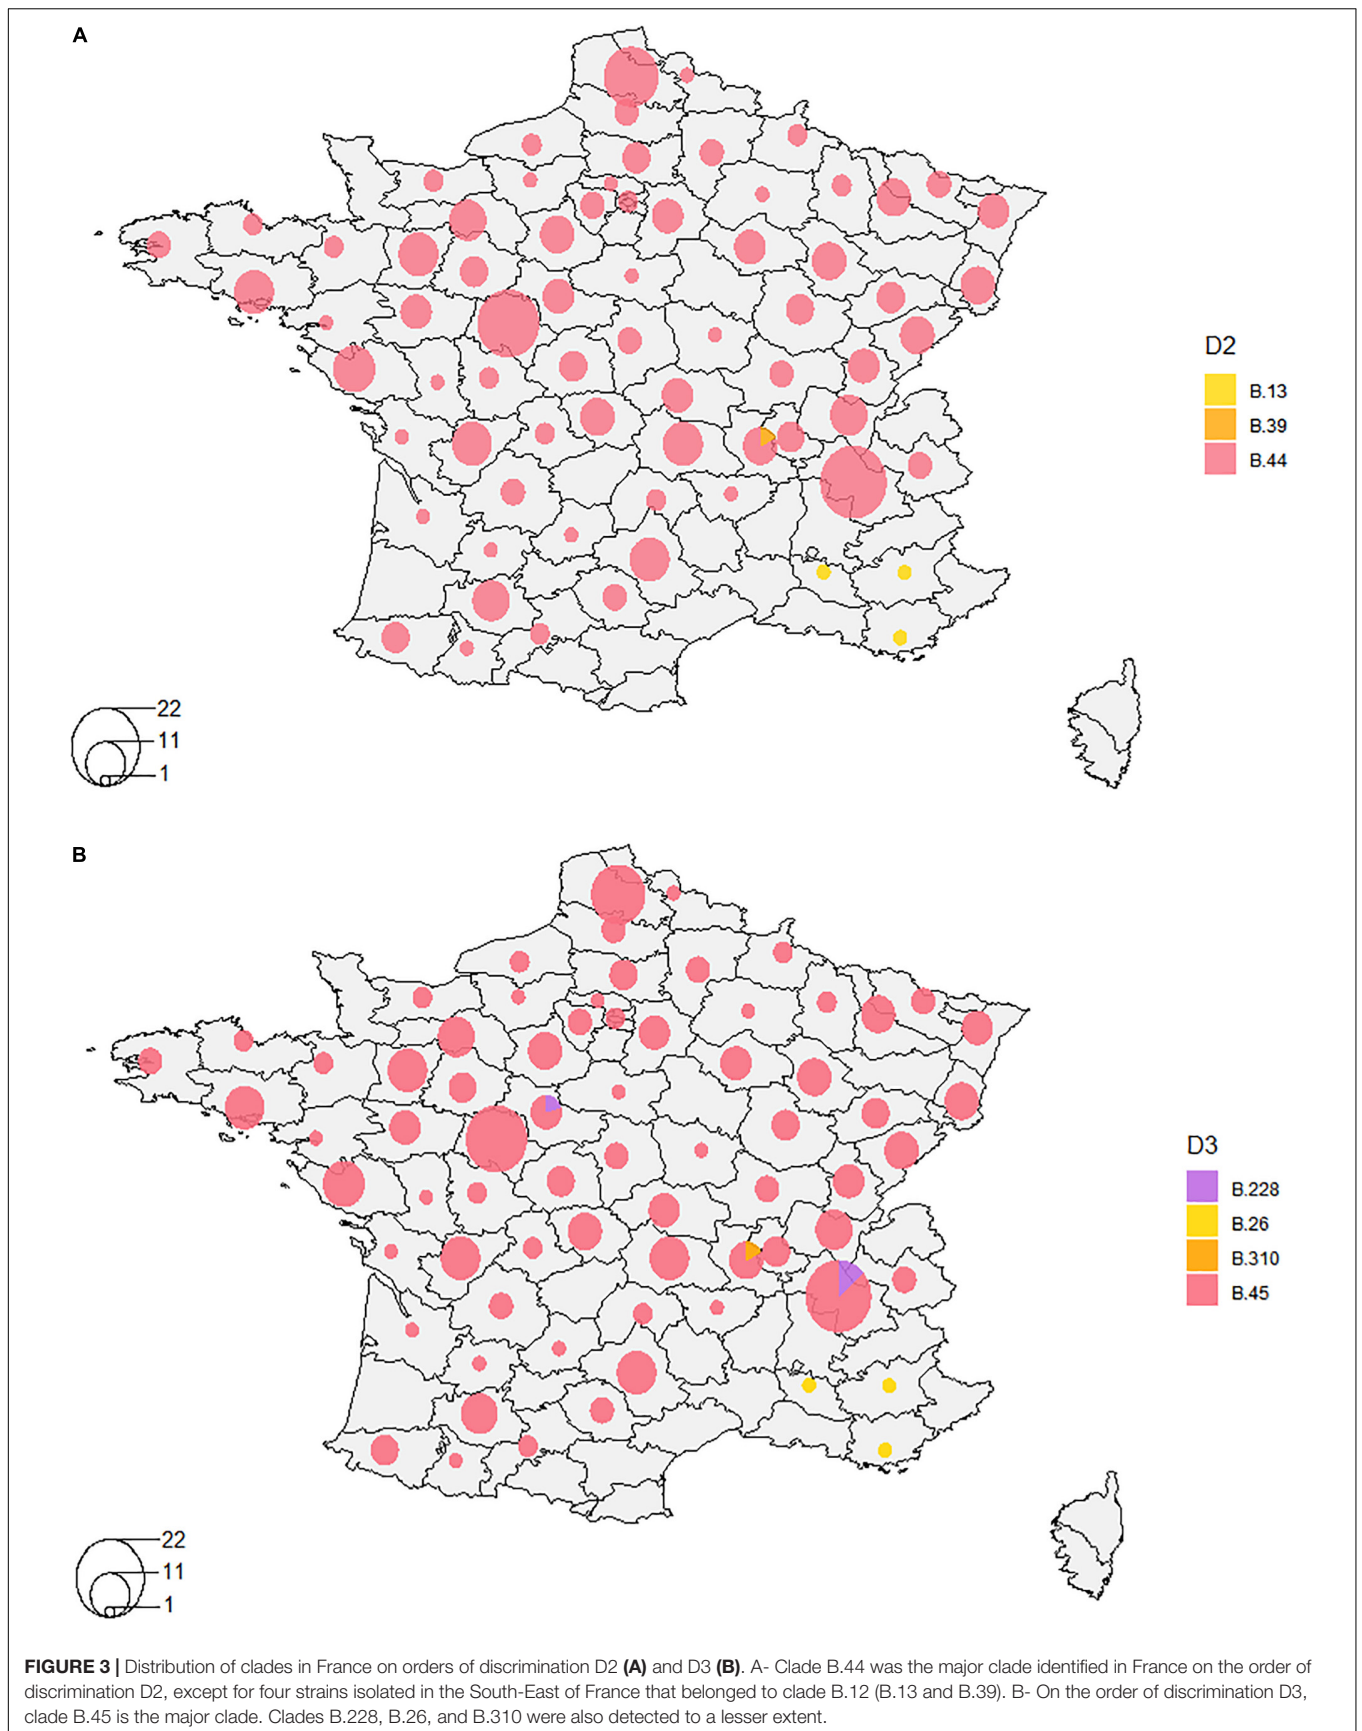 A
D2
B.13
B.39
B.44
22
11
1
B
D3
B.228
B.26
B.310
B.45
22
11
1
FIGURE 3 | Distribution of clades in France on orders of discrimination D2 (A) and D3 (B). A- Clade B.44 was the major clade identified in France on the order of
discrimination D2, except for four strains isolated in the South-East of France that belonged to clade B.12 (B.13 and B.39). B- On the order of discrimination D3,
clade B.45 is the major clade. Clades B.228, B.26, and B.310 were also detected to a lesser extent.